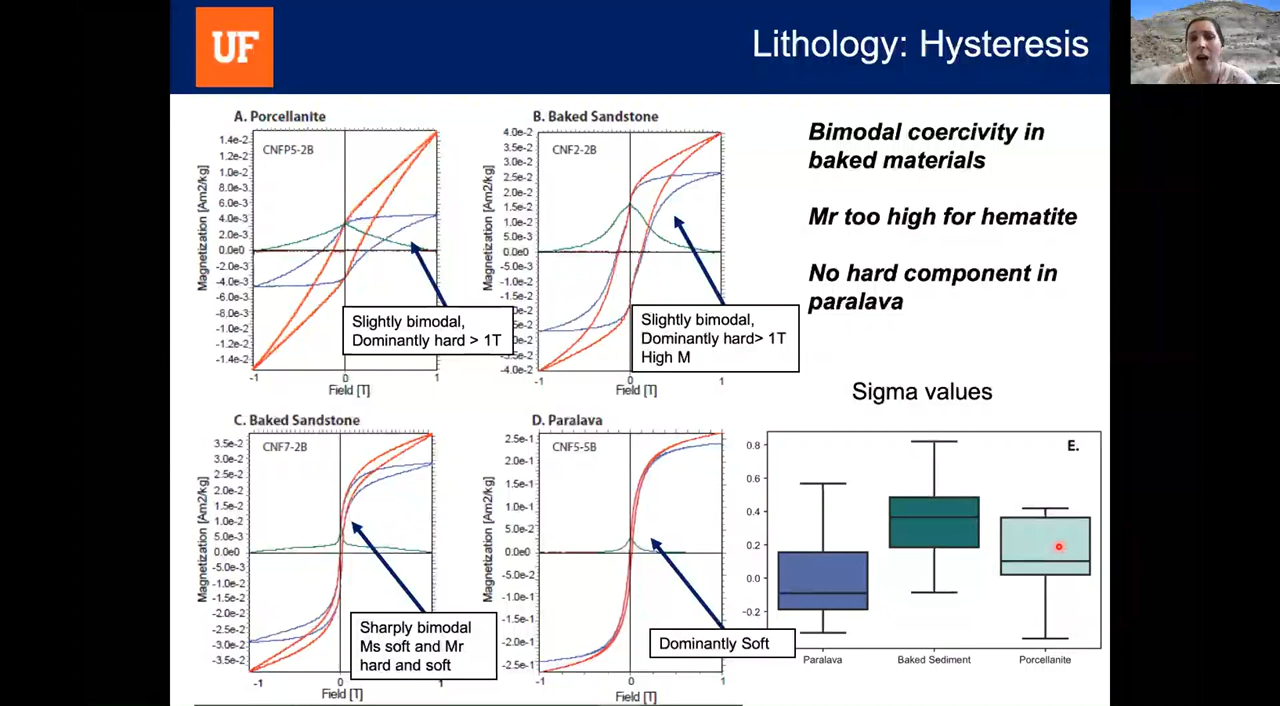 UF
Lithology: Hysteresis
A. Porcellanite
CNFP5-2B
Magnetization [Am2/kg]
1.4e-2
1.2e-2
1.0e-2
8.0e-3
6.0e-3
4.0e-3
2.0e-3
0.0e0
-2.0e-3
-4.0e-3
-6.0e-3
-8.0e-3
-1.0e-2
-1.2e-2
-1.4e-2
-1
0
1
Field [T]
Slightly bimodal,
Dominantly hard > 1T
B. Baked Sandstone
CNF2-2B
Magnetization [Am2/kg]
4.0e-2
3.5e-2
3.0e-2
2.5e-2
2.0e-2
1.5e-2
1.0e-2
5.0e-3
0.0e0
-5.0e-3
-1.0e-2
-1.5e-2
-4.0e-2
-1
0
1
Field [T]
Slightly bimodal,
Dominantly hard> 1T
High M
Bimodal coercivity in
baked materials
Mr too high for hematite
No hard component in
paralava
C. Baked Sandstone
CNF7-2B
Magnetization [Am2/kg]
3.5e-2
3.0e-2
2.5e-2
2.0e-2
1.5e-2
1.0e-2
5.0e-3
0.0e0
-5.0e-3
-1.0e-2
-1.5e-2
-2.0e-2
-2.5e-2
-3.0e-2
-3.5e-2
-1
0
1
Field [T]
Sharply bimodal
Ms soft and Mr
hard and soft
D. Paralava
CNF5-5B
Magnetization [Am2/kg]
2.5e-1
2.0e-1
1.5e-1
1.0e-1
5.0e-2
0.0e0
-5.0e-2
-1.0e-1
-1.5e-1
-2.0e-1
-2.5e-1
-1
0
1
Field [T]
Dominantly Soft
Sigma values
E.
0.8
0.6
0.4
0.2
0.0
−0.2
Paralava
Baked Sediment
Porcellanite